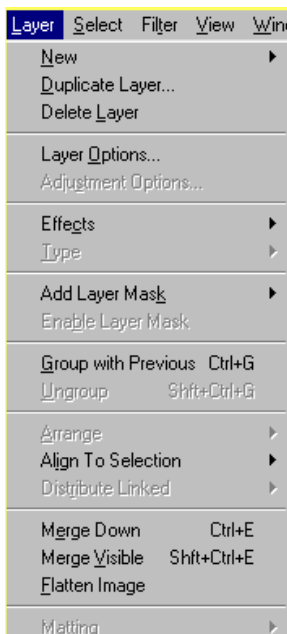 Layer Select Filter View Win
New
Duplicate Layer...
Delete Layer
Layer Options...
Adjustment Options...
Effects
Type
Add Layer Mask
Enable Layer Mask
Group with Previous Ctrl+G
Ungroup Shft+Ctrl+G
Arrange
Align To Selection
Distribute Linked
Merge Down Ctrl+E
Merge Visible Shft+Ctrl+E
Flatten Image
Matting